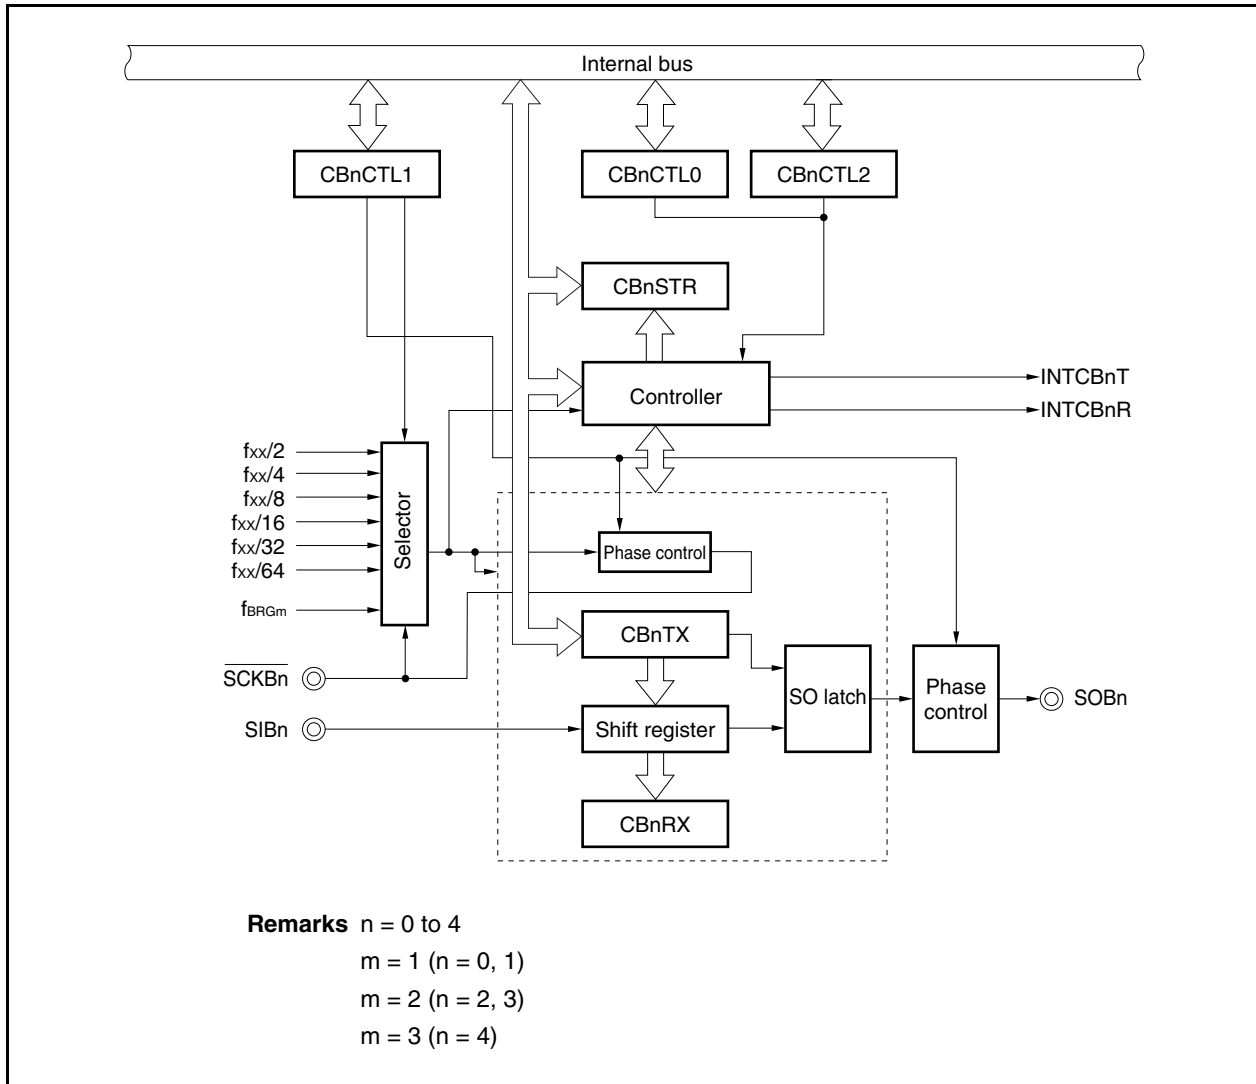 Internal bus
CBnCTL1
CBnCTL0
CBnCTL2
CBnSTR
Controller
INTCBnT
INTCBnR
fxx/2
fxx/4
fxx/8
fxx/16
fxx/32
fxx/64
fBRGm
Selector
Phase control
CBnTX
SCKBn
SO latch
Phase
control
SOBn
SIBn
Shift register
CBnRX
Remarks n = 0 to 4
m = 1 (n = 0, 1)
m = 2 (n = 2, 3)
m = 3 (n = 4)